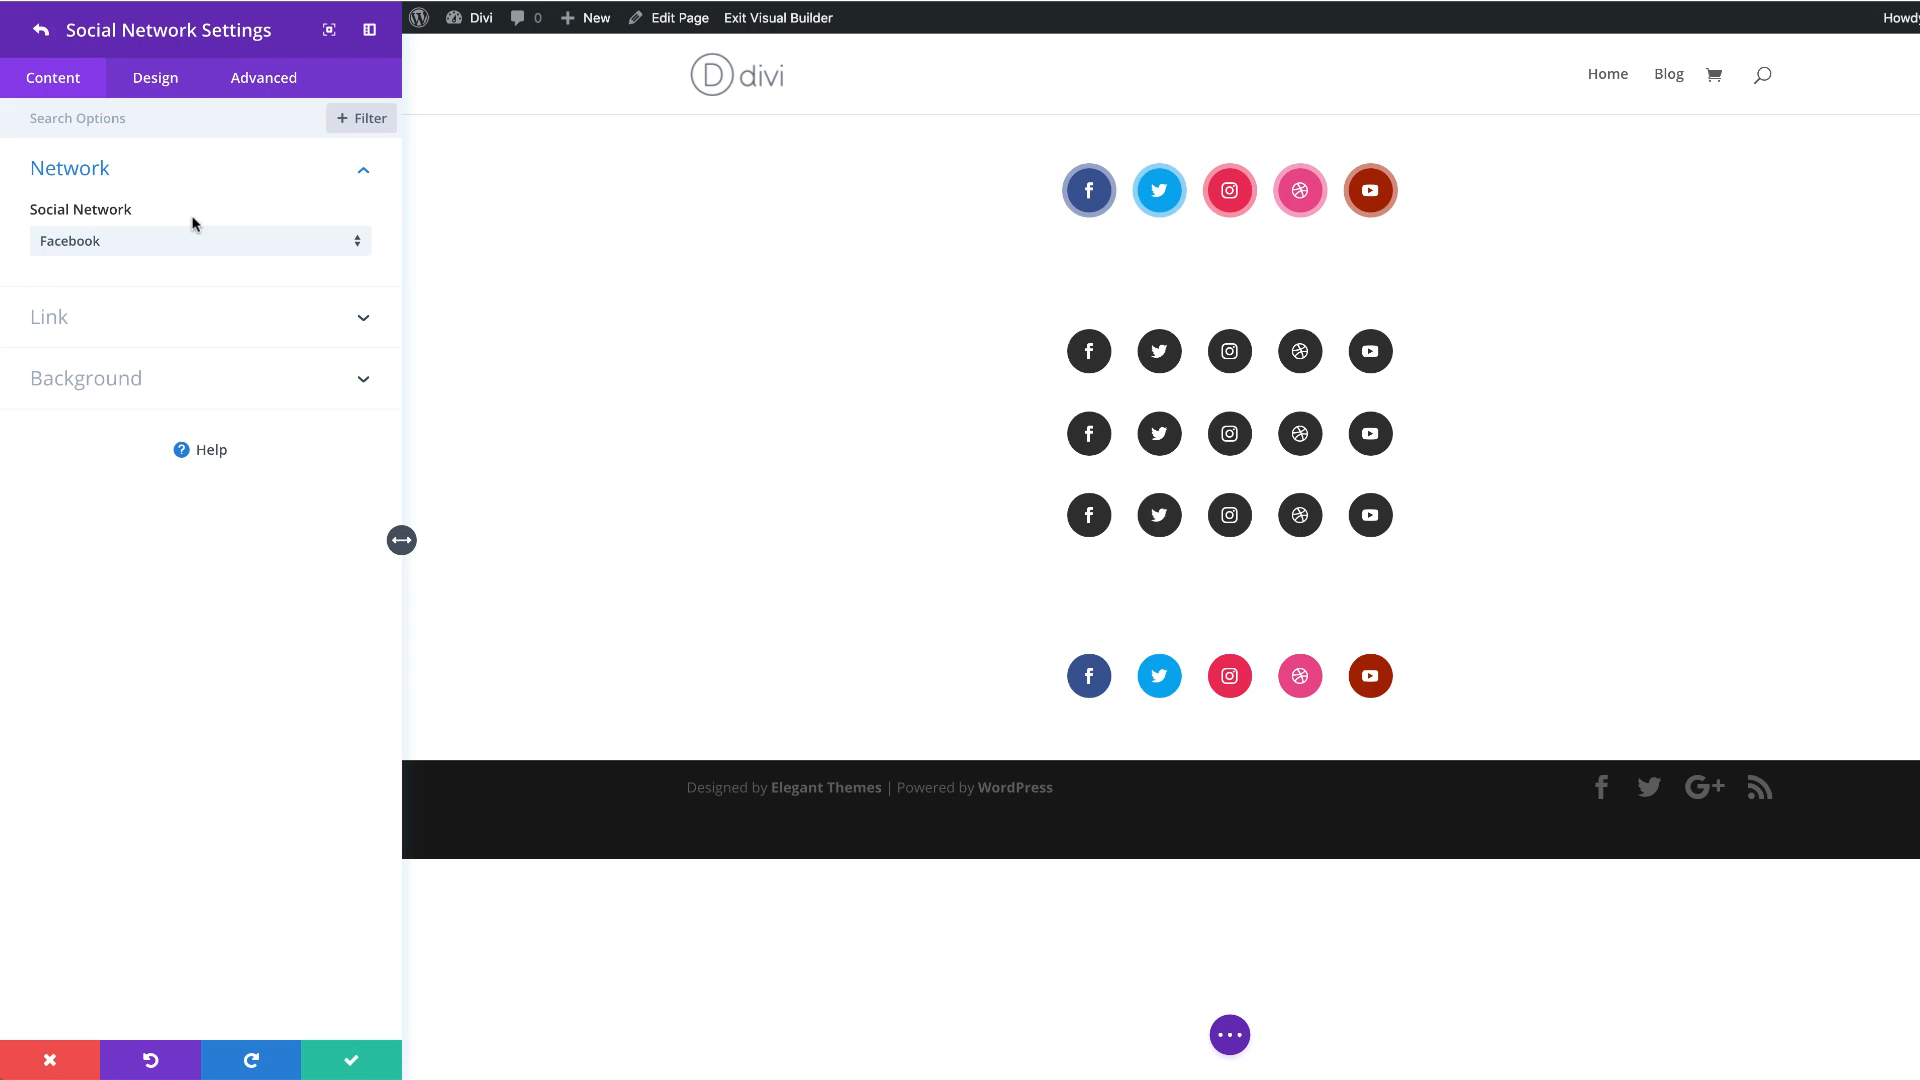 Social Network Settings
Content Design Advanced
Search Options + Filter
Network
Social Network
Facebook
Link
Background
? Help
Divi 0 + New Edit Page Exit Visual Builder Howdy
D divi
Home Blog
Designed by Elegant Themes | Powered by WordPress
G+